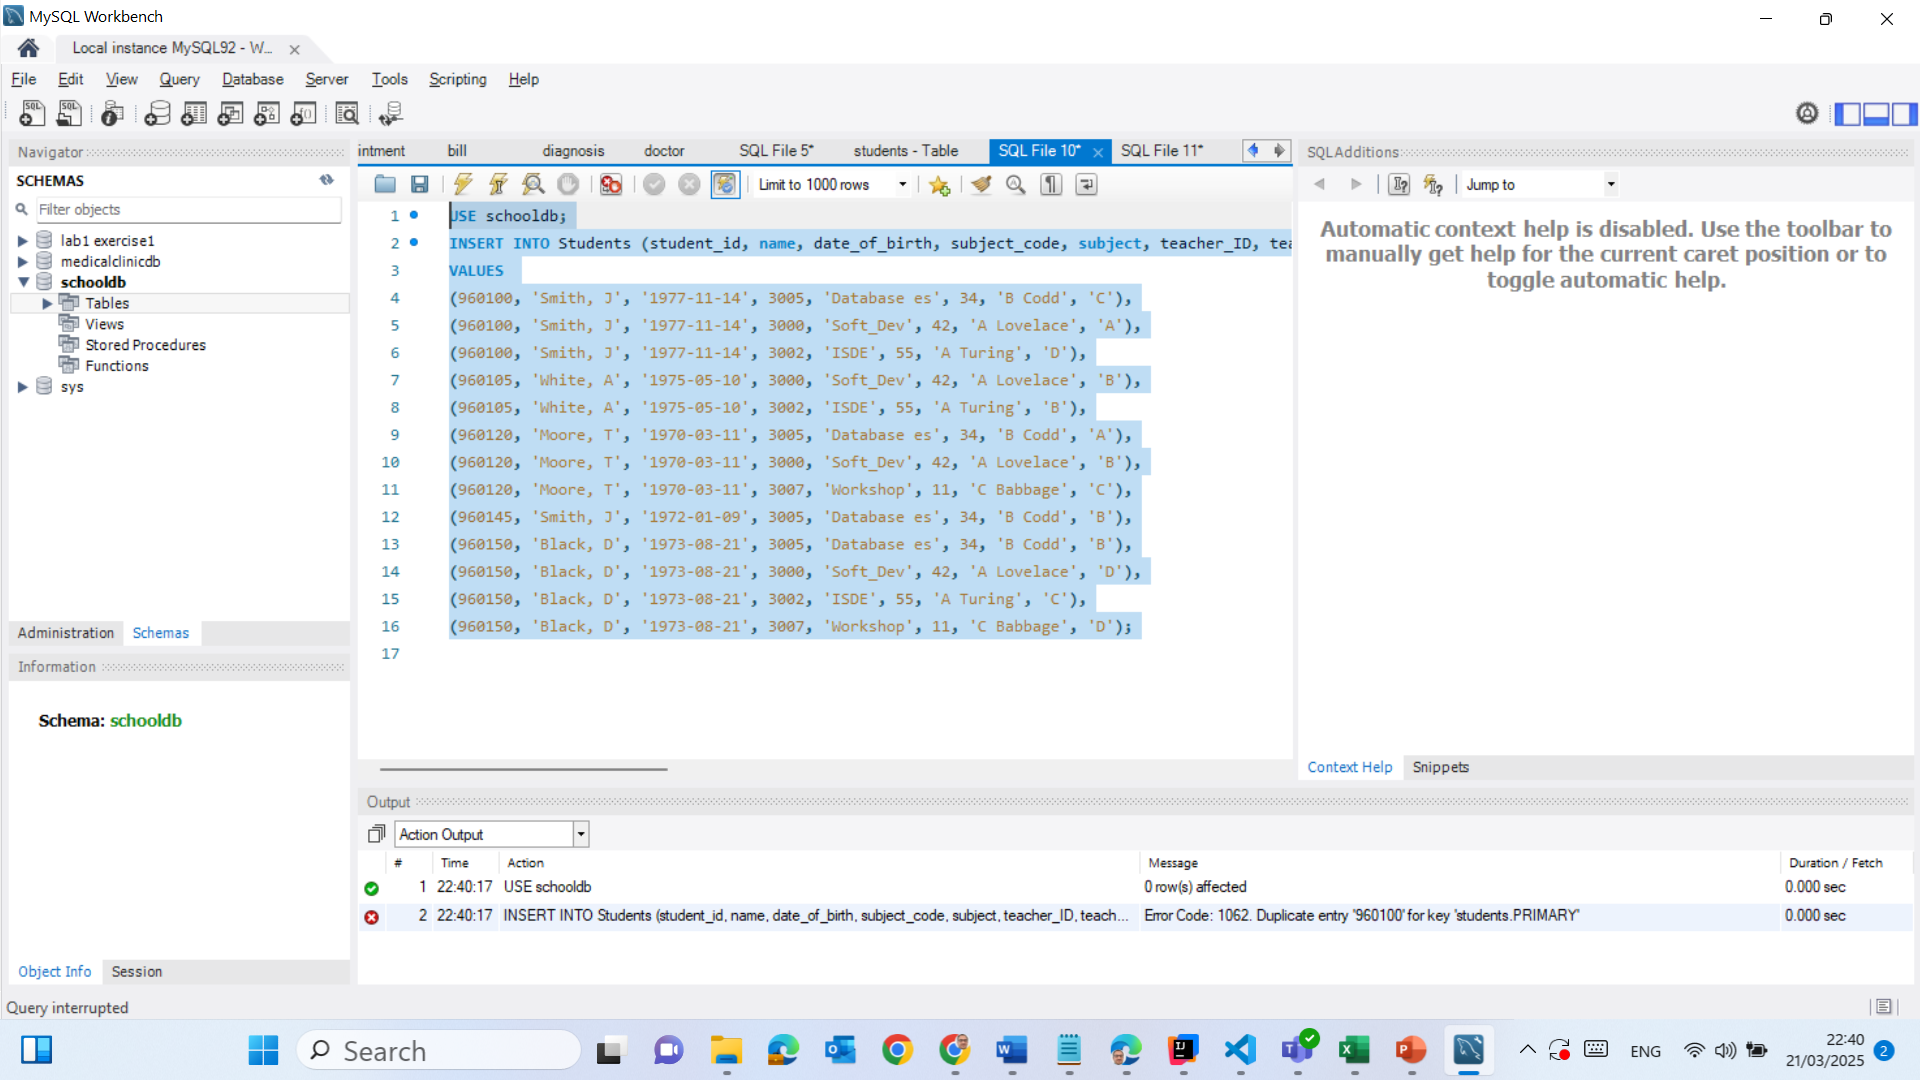 MySQL Workbench
Local instance MySQL92 - W...
File Edit View Query Database Server Tools Scripting Help
Navigator
SCHEMAS
Filter objects
lab1 exercise1
medicalclinicdb
schooldb
Tables
Views
Stored Procedures
Functions
sys
Administration Schemas
Information
Schema: schooldb
Object Info Session
intment bill diagnosis doctor SQL File 5* students - Table SQL File 10* SQL File 11*
Limit to 1000 rows
1 USE schooldb;
2 INSERT INTO Students (student_id, name, date_of_birth, subject_code, subject, teacher_ID, tea
3 VALUES
4 (960100, 'Smith, J', '1977-11-14', 3005, 'Database es', 34, 'B Codd', 'C'),
5 (960100, 'Smith, J', '1977-11-14', 3000, 'Soft_Dev', 42, 'A Lovelace', 'A'),
6 (960100, 'Smith, J', '1977-11-14', 3002, 'ISDE', 55, 'A Turing', 'D'),
7 (960105, 'White, A', '1975-05-10', 3000, 'Soft_Dev', 42, 'A Lovelace', 'B'),
8 (960105, 'White, A', '1975-05-10', 3002, 'ISDE', 55, 'A Turing', 'B'),
9 (960120, 'Moore, T', '1970-03-11', 3005, 'Database es', 34, 'B Codd', 'A'),
10 (960120, 'Moore, T', '1970-03-11', 3000, 'Soft_Dev', 42, 'A Lovelace', 'B'),
11 (960120, 'Moore, T', '1970-03-11', 3007, 'Workshop', 11, 'C Babbage', 'C'),
12 (960145, 'Smith, J', '1972-01-09', 3005, 'Database es', 34, 'B Codd', 'B'),
13 (960150, 'Black, D', '1973-08-21', 3005, 'Database es', 34, 'B Codd', 'B'),
14 (960150, 'Black, D', '1973-08-21', 3000, 'Soft_Dev', 42, 'A Lovelace', 'D'),
15 (960150, 'Black, D', '1973-08-21', 3002, 'ISDE', 55, 'A Turing', 'C'),
16 (960150, 'Black, D', '1973-08-21', 3007, 'Workshop', 11, 'C Babbage', 'D');
17
SQLAdditions
Jump to
Automatic context help is disabled. Use the toolbar to
manually get help for the current caret position or to
toggle automatic help.
Context Help Snippets
Output
Action Output
# Time Action Message Duration / Fetch
1 22:40:17 USE schooldb 0 row(s) affected 0.000 sec
2 22:40:17 INSERT INTO Students (student_id, name, date_of_birth, subject_code, subject, teacher_ID, teach... Error Code: 1062. Duplicate entry '960100' for key 'students.PRIMARY' 0.000 sec
Query interrupted
Search
ENG
22:40
21/03/2025
2